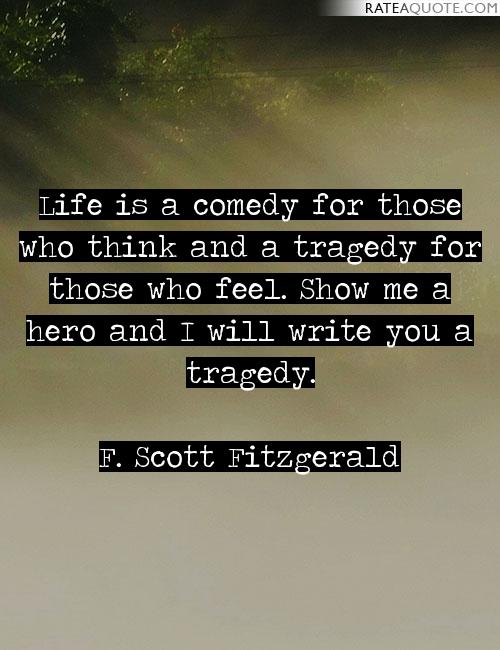 RATEAQUOTE.COM
Life is a comedy for those
who think and a tragedy for
those who feel. Show me a
hero and I will write you a
tragedy.
F. Scott Fitzgerald